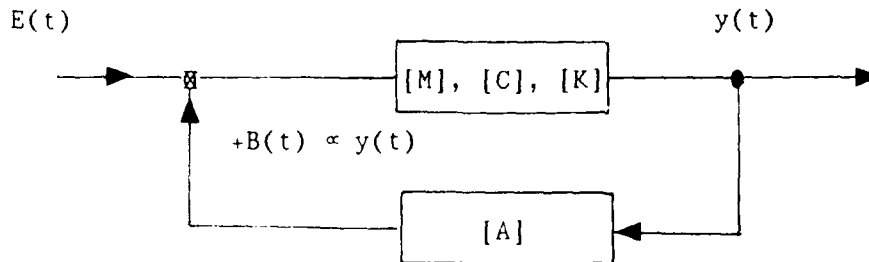 E(t)
y(t)
[M], [C], [K]
+B(t) ∝ y(t)
[A]